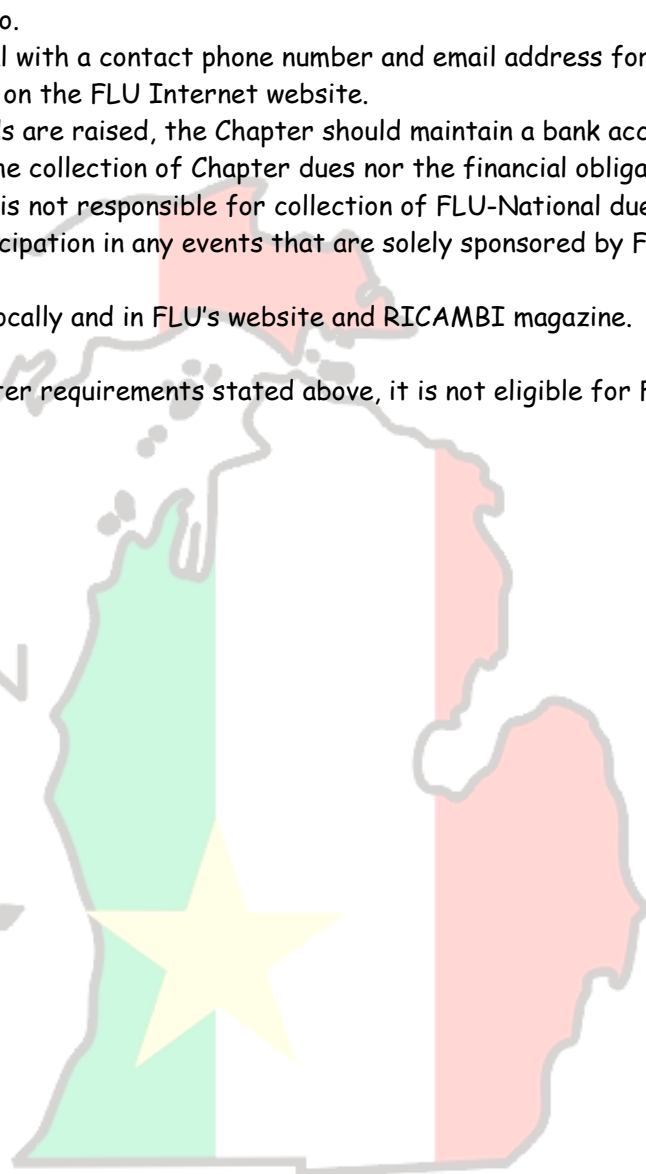 o.
l with a contact phone number and email address for
on the FLU Internet website.
ds are raised, the Chapter should maintain a bank acc
ne collection of Chapter dues nor the financial obliga
is not responsible for collection of FLU-National due
cipation in any events that are solely sponsored by F
ocally and in FLU's website and RICAMBI magazine.
ter requirements stated above, it is not eligible for F